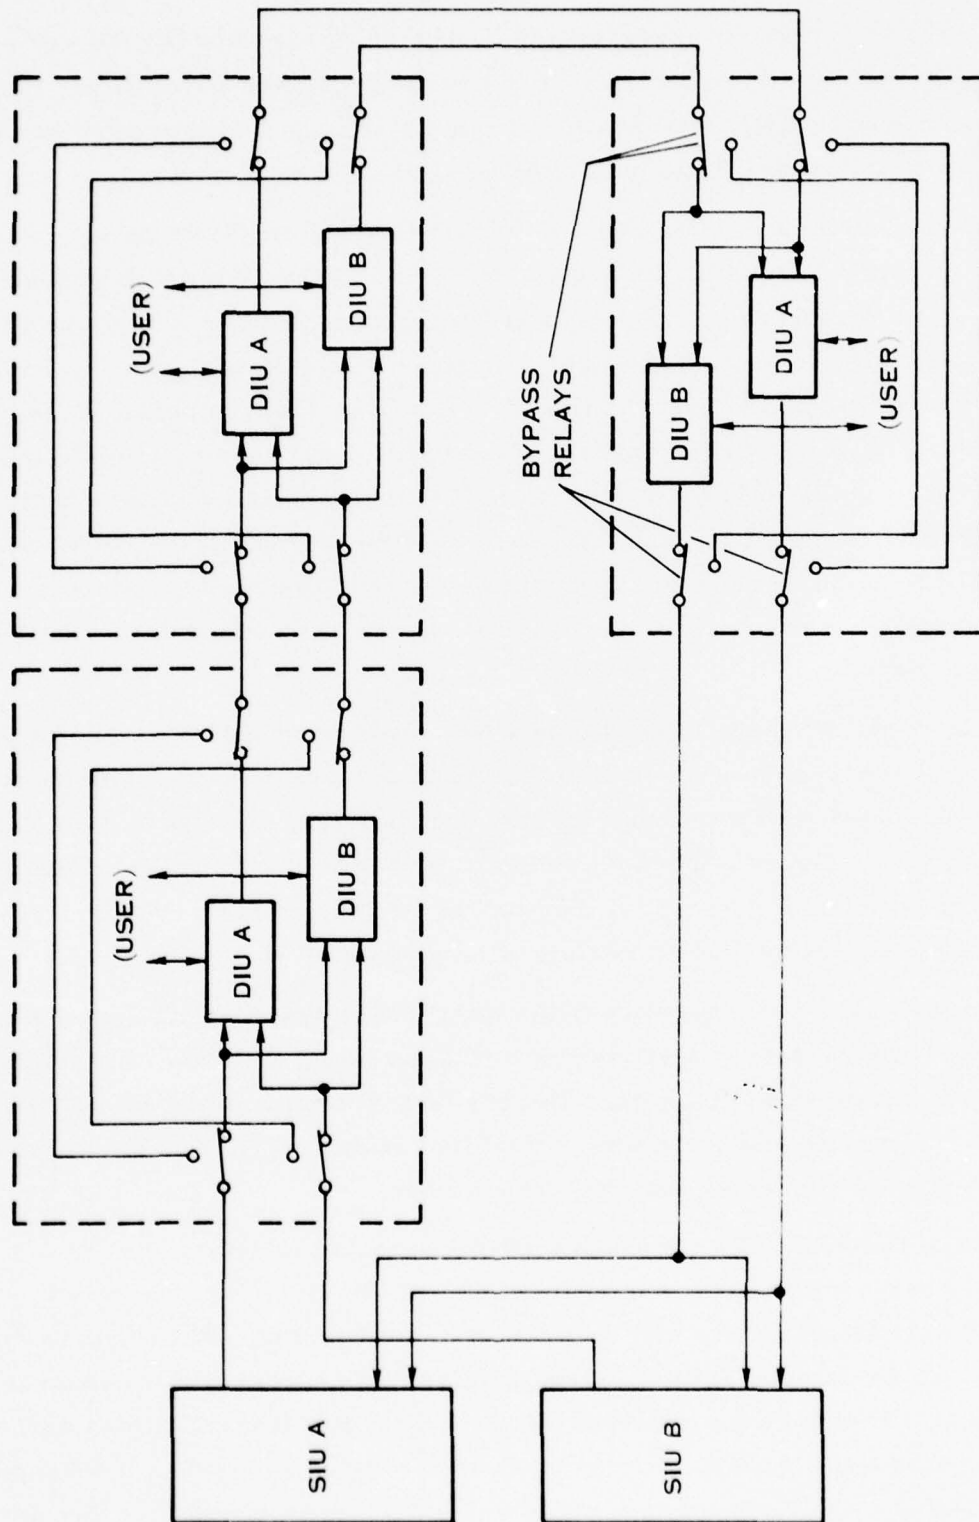 (USER)
DIU A
DIU B
(USER)
DIU A
DIU B
BYPASS
RELAYS
DIU B
DIU A
(USER)
SIU A
SIU B